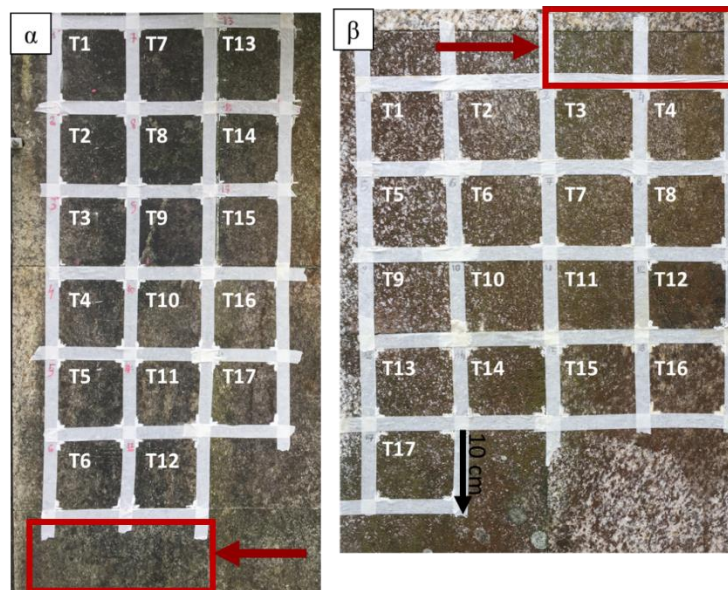 α
T1 T7 T13
T2 T8 T14
T3 T9 T15
T4 T10 T16
T5 T11 T17
T6 T12
β
T1 T2 T3 T4
T5 T6 T7 T8
T9 T10 T11 T12
T13 T14 T15 T16
T17
10 cm